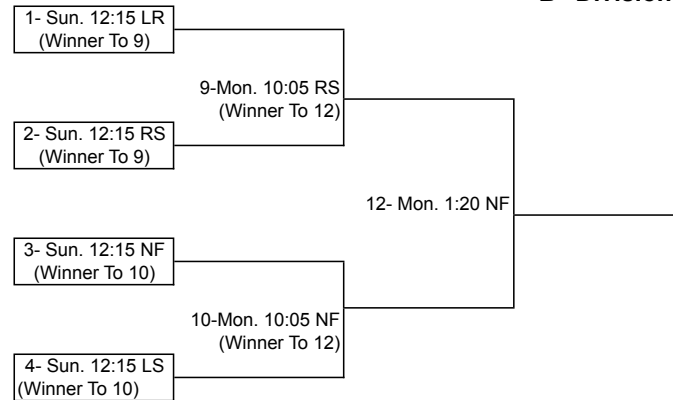 1- Sun. 12:15 LR
(Winner To 9)
9-Mon. 10:05 RS
(Winner To 12)
2- Sun. 12:15 RS
(Winner To 9)
12- Mon. 1:20 NF
3- Sun. 12:15 NF
(Winner To 10)
10-Mon. 10:05 NF
(Winner To 12)
4- Sun. 12:15 LS
(Winner To 10)